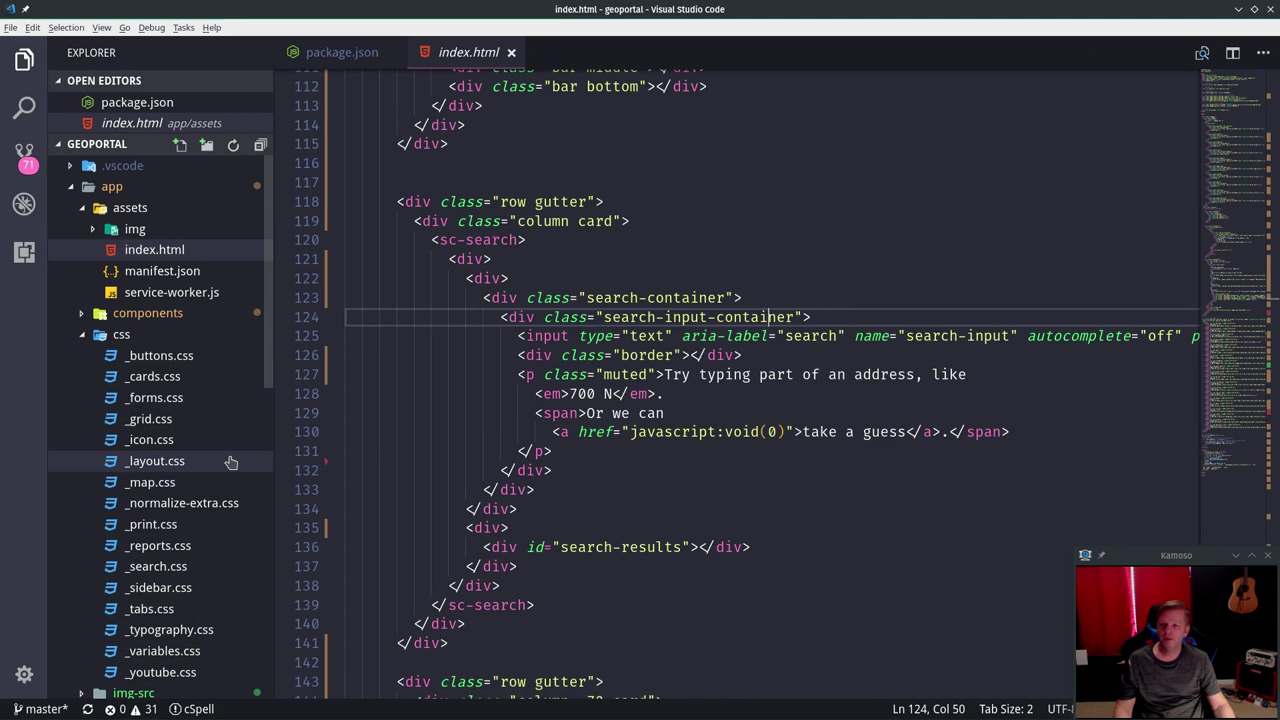 index.html - geoportal - Visual Studio Code
File Edit Selection View Go Debug Tasks Help
EXPLORER
package.json
index.html
OPEN EDITORS
package.json
index.html app/assets
GEOPORTAL
.vscode
app
assets
img
index.html
manifest.json
service-worker.js
components
css
_buttons.css
_cards.css
_forms.css
_grid.css
_icon.css
_layout.css
_map.css
_normalize-extra.css
_print.css
_reports.css
_search.css
_sidebar.css
_tabs.css
_typography.css
_variables.css
_youtube.css
img-src
71
112 <div class="bar bottom"></div>
113 </div>
114 </div>
115 </div>
116
117
118 <div class="row gutter">
119 <div class="column card">
120 <sc-search>
121 <div>
122 <div>
123 <div class="search-container">
124 <div class="search-input-container">
125 <input type="text" aria-label="search" name="search-input" autocomplete="off" p
126 <div class="border"></div>
127 class="muted">Try typing part of an address, like
128 <em>700 N</em>.
129 <span>Or we can
130 <a href="javascript:void(0)">take a guess</a>.</span>
131 </p>
132 </div>
133 </div>
134 </div>
135 <div>
136 <div id="search-results"></div>
137 </div>
138 </div>
139 </sc-search>
140 </div>
141 </div>
142
143 <div class="row gutter">
Kamoso
master* 0 31 cSpell
Ln 124, Col 50 Tab Size: 2 UTF-